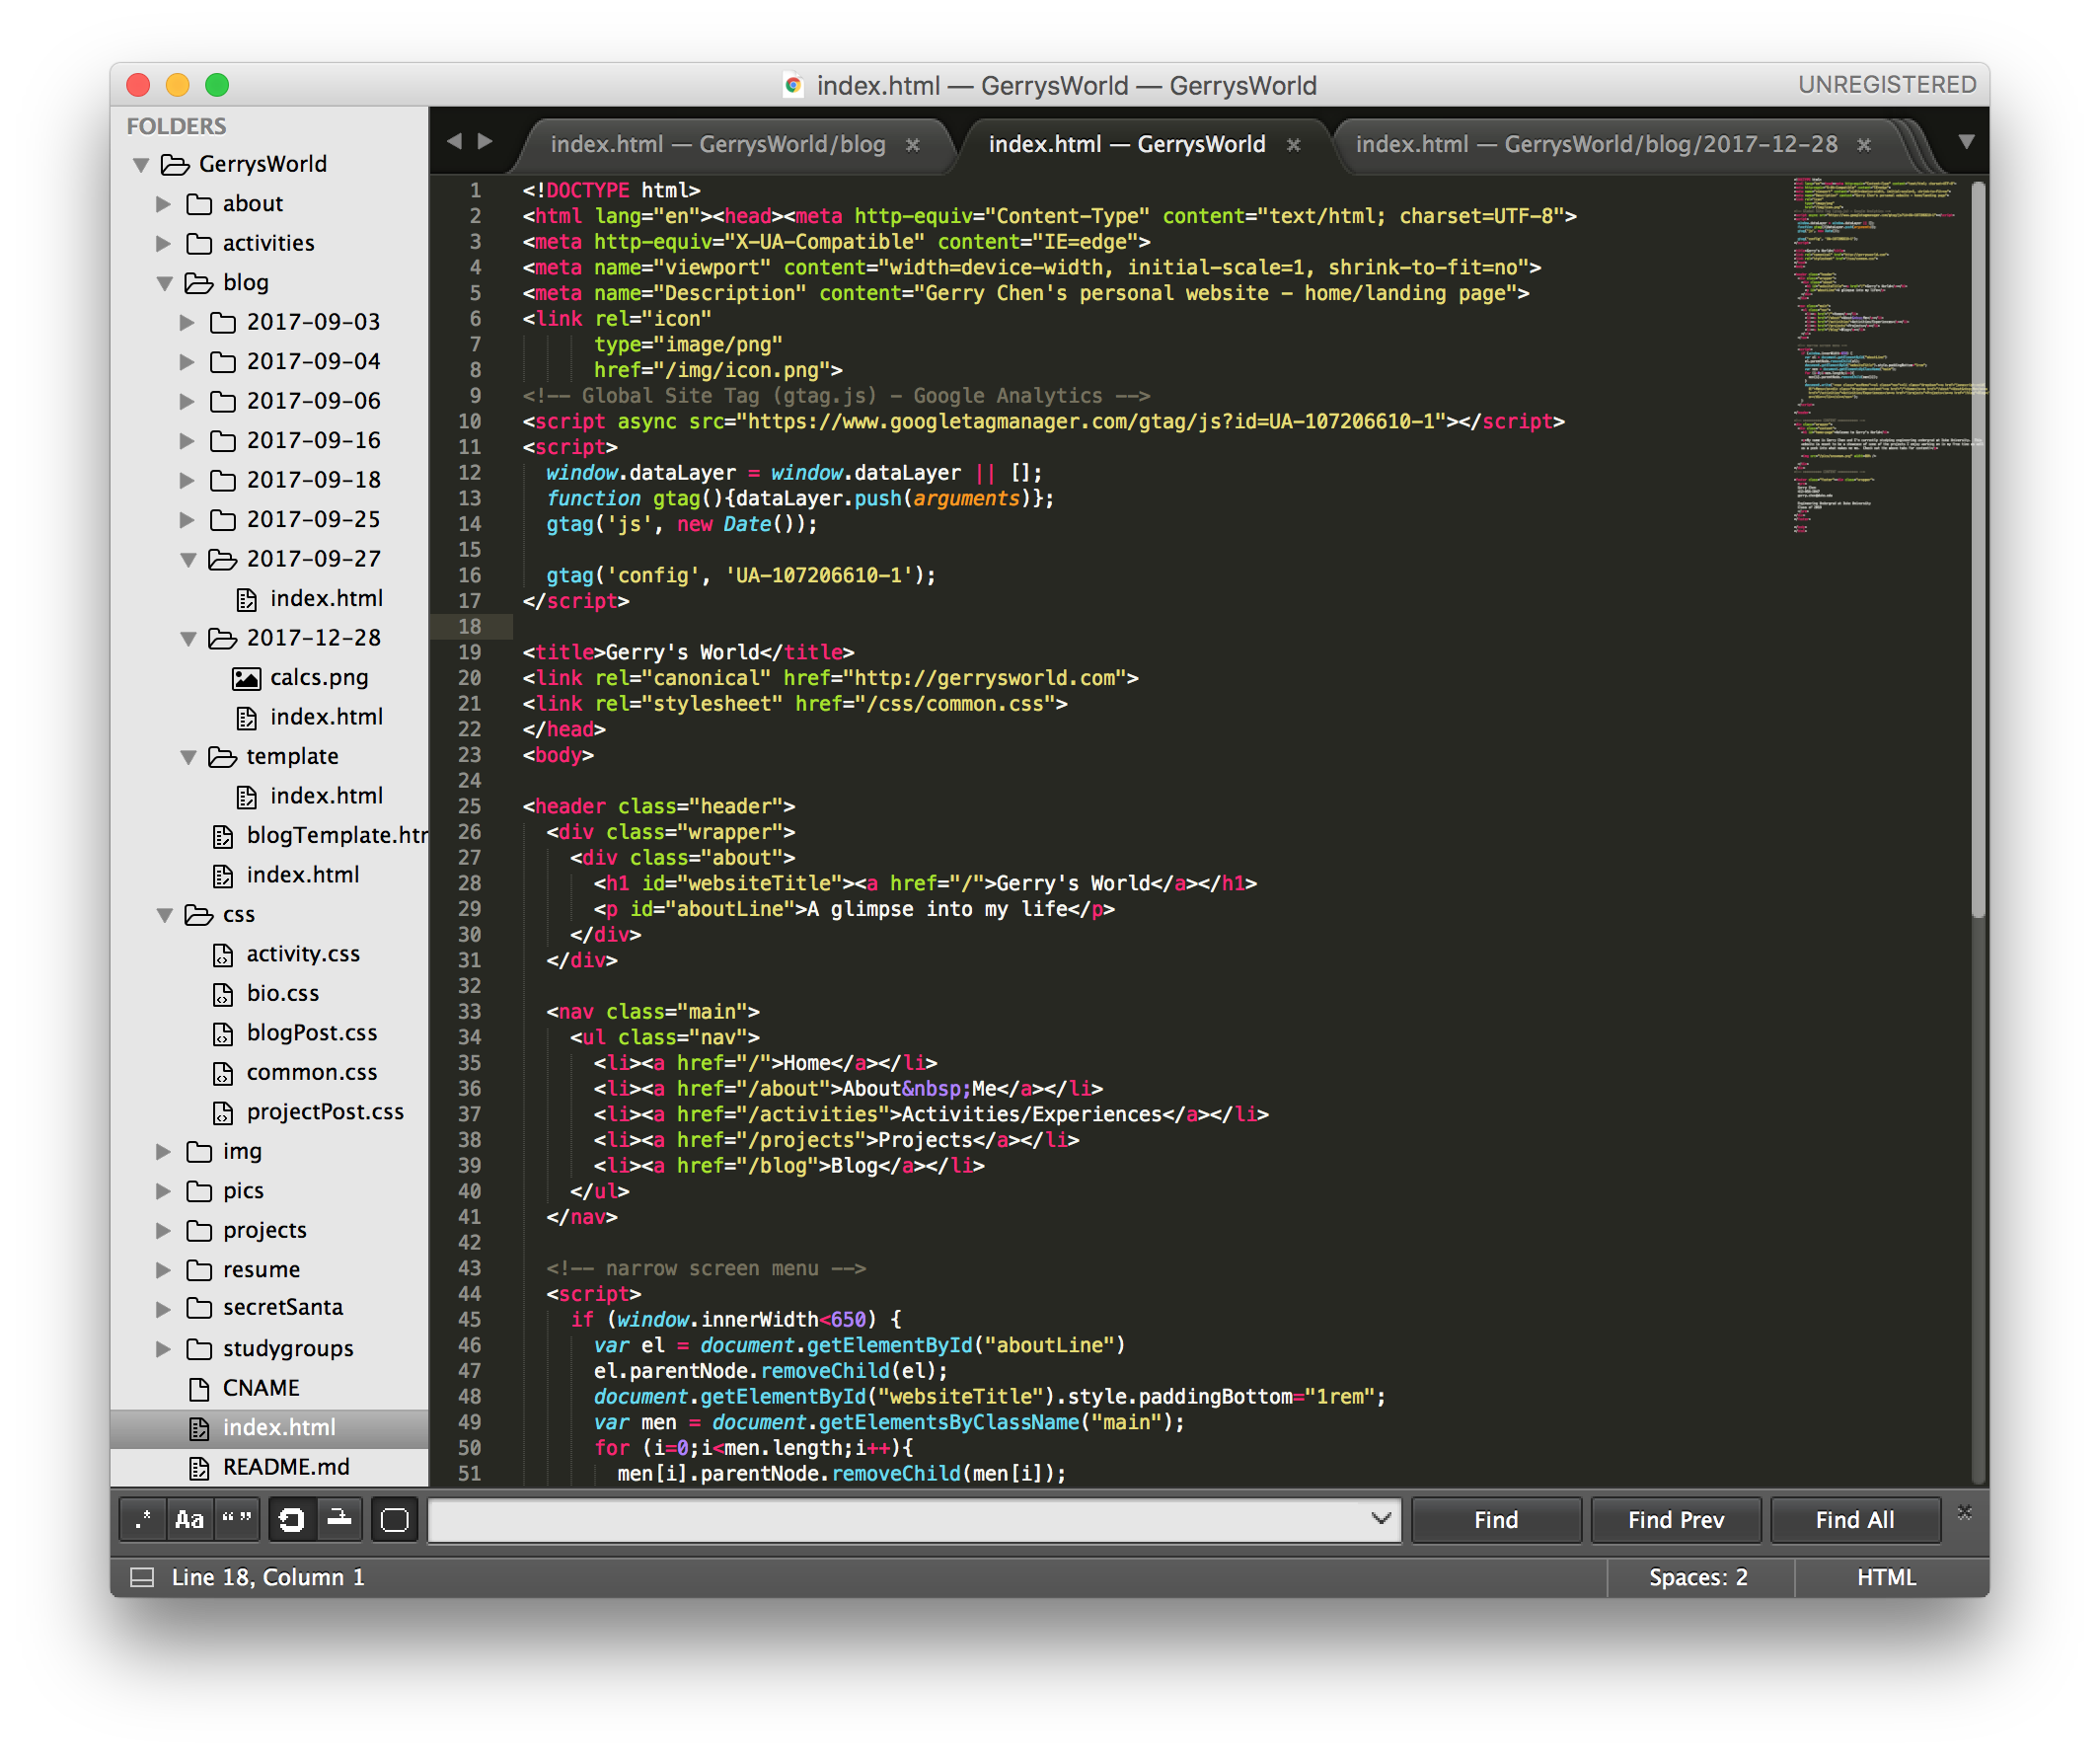 index.html — GerrysWorld — GerrysWorld
UNREGISTERED
FOLDERS
GerrysWorld
about
activities
blog
2017-09-03
2017-09-04
2017-09-06
2017-09-16
2017-09-18
2017-09-25
2017-09-27
index.html
2017-12-28
calcs.png
index.html
template
index.html
blogTemplate.htr
index.html
css
activity.css
bio.css
blogPost.css
common.css
projectPost.css
img
pics
projects
resume
secretSanta
studygroups
CNAME
index.html
README.md
index.html — GerrysWorld/blog
index.html — GerrysWorld
index.html — GerrysWorld/blog/2017-12-28
1 <!DOCTYPE html>
2 <html lang="en"><head><meta http-equiv="Content-Type" content="text/html; charset=UTF-8">
3 <meta http-equiv="X-UA-Compatible" content="IE=edge">
4 <meta name="viewport" content="width=device-width, initial-scale=1, shrink-to-fit=no">
5 <meta name="Description" content="Gerry Chen's personal website - home/landing page">
6 <link rel="icon"
7       type="image/png"
8       href="/img/icon.png">
9 <!-- Global Site Tag (gtag.js) - Google Analytics -->
10 <script async src="https://www.googletagmanager.com/gtag/js?id=UA-107206610-1"></script>
11 <script>
12   window.dataLayer = window.dataLayer || [];
13   function gtag(){dataLayer.push(arguments)};
14   gtag('js', new Date());
15
16   gtag('config', 'UA-107206610-1');
17 </script>
18
19 <title>Gerry's World</title>
20 <link rel="canonical" href="http://gerrysworld.com">
21 <link rel="stylesheet" href="/css/common.css">
22 </head>
23 <body>
24
25 <header class="header">
26   <div class="wrapper">
27     <div class="about">
28       <h1 id="websiteTitle"><a href="/">Gerry's World</a></h1>
29       <p id="aboutLine">A glimpse into my life</p>
30     </div>
31   </div>
32
33   <nav class="main">
34     <ul class="nav">
35       <li><a href="/">Home</a></li>
36       <li><a href="/about">About&nbsp;Me</a></li>
37       <li><a href="/activities">Activities/Experiences</a></li>
38       <li><a href="/projects">Projects</a></li>
39       <li><a href="/blog">Blog</a></li>
40     </ul>
41   </nav>
42
43   <!-- narrow screen menu -->
44   <script>
45     if (window.innerWidth<650) {
46       var el = document.getElementById("aboutLine")
47       el.parentNode.removeChild(el);
48       document.getElementById("websiteTitle").style.paddingBottom="1rem";
49       var men = document.getElementsByClassName("main");
50       for (i=0;i<men.length;i++){
51         men[i].parentNode.removeChild(men[i]);
.* Aa “ ”
Find
Find Prev
Find All
Line 18, Column 1
Spaces: 2
HTML